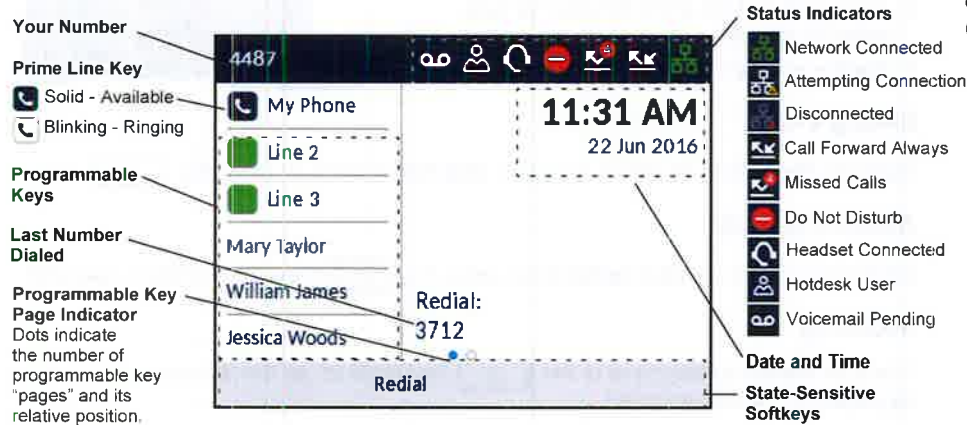 Your Number
Prime Line Key
Solid - Available
Blinking - Ringing
Programmable
Keys
Last Number
Dialed
Programmable Key
Page Indicator
Dots indicate
the number of
programmable key
"pages" and its
relative position.
4487
My Phone
Line 2
Line 3
Mary Taylor
William James
Jessica Woods
11:31 AM
22 Jun 2016
Redial:
3712
Redial
Status Indicators
Network Connected
Attempting Connection
Disconnected
Call Forward Always
Missed Calls
Do Not Disturb
Headset Connected
Hotdesk User
Voicemail Pending
Date and Time
State-Sensitive
Softkeys